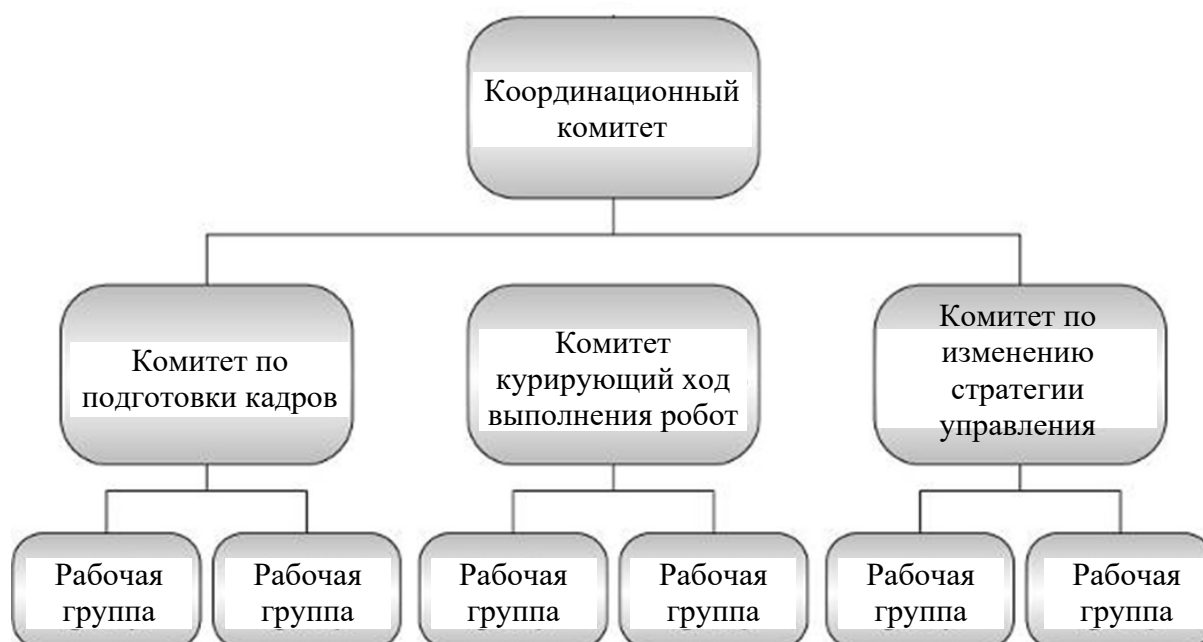 Координационный
комитет
Комитет по
подготовки кадров
Комитет
курирующий ход
выполнения робот
Комитет по
изменению
стратегии
управления
Рабочая
группа
Рабочая
группа
Рабочая
группа
Рабочая
группа
Рабочая
группа
Рабочая
группа